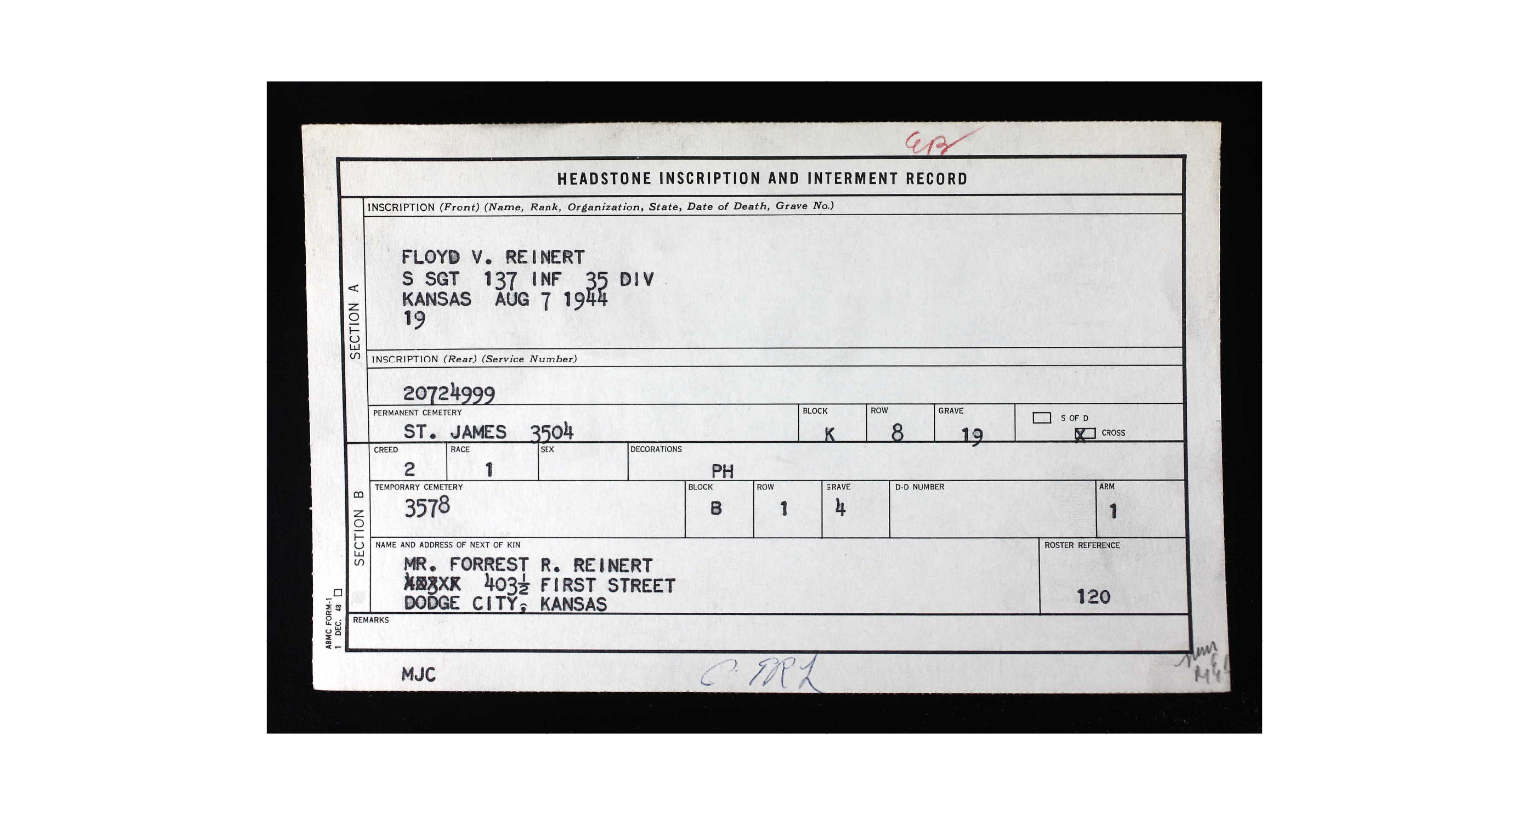 HEADSTONE INSCRIPTION AND INTERMENT RECORD
SECTION A
INSCRIPTION (Front) (Name, Rank, Organization, State, Date of Death, Grave No.)
FLOYD V. REINERT
S SGT 137 INF 35 DIV
KANSAS AUG 7 1944
19
INSCRIPTION (Rear) (Service Number)
20724999
PERMANENT CEMETERY BLOCK ROW GRAVE S OF D
ST. JAMES 3504 K 8 19 X CROSS
SECTION B
CREED RACE SEX DECORATIONS
2 1 PH
TEMPORARY CEMETERY BLOCK ROW GRAVE D-D NUMBER ARM
3578 B 1 4 1
NAME AND ADDRESS OF NEXT OF KIN ROSTER REFERENCE
MR. FORREST R. REINERT
403½ FIRST STREET
DODGE CITY, KANSAS
120
REMARKS
ABMC FORM-1
1 DEC. 48
MJC